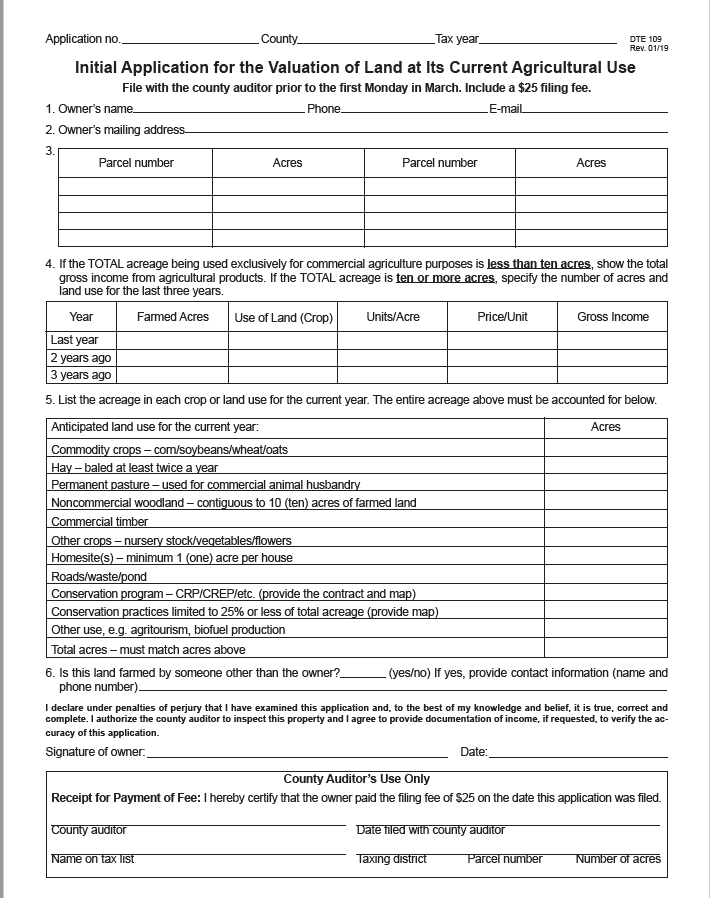 Application no. County Tax year DTE 109
Rev. 01/19
Initial Application for the Valuation of Land at Its Current Agricultural Use
File with the county auditor prior to the first Monday in March. Include a $25 filing fee.
1. Owner's name Phone E-mail
2. Owner's mailing address
3.
Parcel number Acres Parcel number Acres
4. If the TOTAL acreage being used exclusively for commercial agriculture purposes is less than ten acres, show the total
gross income from agricultural products. If the TOTAL acreage is ten or more acres, specify the number of acres and
land use for the last three years.
Year Farmed Acres Use of Land (Crop) Units/Acre Price/Unit Gross Income
Last year
2 years ago
3 years ago
5. List the acreage in each crop or land use for the current year. The entire acreage above must be accounted for below.
Anticipated land use for the current year: Acres
Commodity crops – corn/soybeans/wheat/oats
Hay – baled at least twice a year
Permanent pasture – used for commercial animal husbandry
Noncommercial woodland – contiguous to 10 (ten) acres of farmed land
Commercial timber
Other crops – nursery stock/vegetables/flowers
Homesite(s) – minimum 1 (one) acre per house
Roads/waste/pond
Conservation program – CRP/CREP/etc. (provide the contract and map)
Conservation practices limited to 25% or less of total acreage (provide map)
Other use, e.g. agritourism, biofuel production
Total acres – must match acres above
6. Is this land farmed by someone other than the owner? (yes/no) If yes, provide contact information (name and
phone number)
I declare under penalties of perjury that I have examined this application and, to the best of my knowledge and belief, it is true, correct and
complete. I authorize the county auditor to inspect this property and I agree to provide documentation of income, if requested, to verify the ac-
curacy of this application.
Signature of owner: Date:
County Auditor's Use Only
Receipt for Payment of Fee: I hereby certify that the owner paid the filing fee of $25 on the date this application was filed.
County auditor Date filed with county auditor
Name on tax list Taxing district Parcel number Number of acres